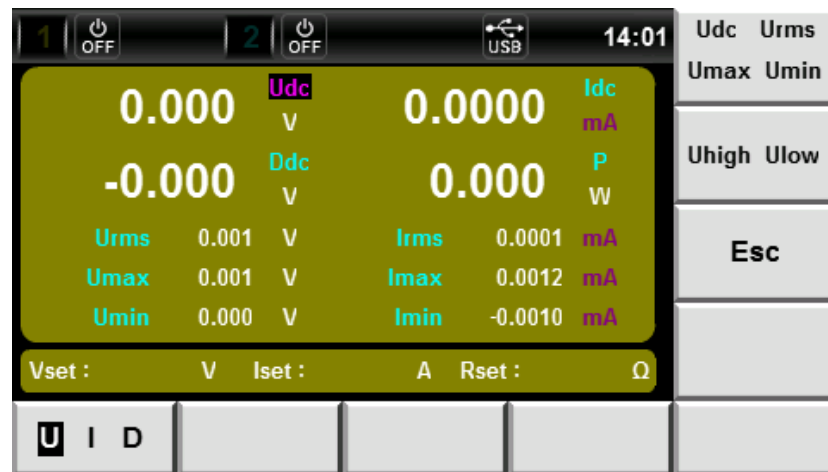 1 OFF 2 OFF USB 14:01
Udc Urms
Umax Umin
0.000 Udc V 0.0000 Idc mA
-0.000 Ddc V 0.000 P W
Uhigh Ulow
Urms 0.001 V Irms 0.0001 mA
Esc
Umax 0.001 V Imax 0.0012 mA
Umin 0.000 V Imin -0.0010 mA
Vset : V Iset : A Rset : Ω
U I D